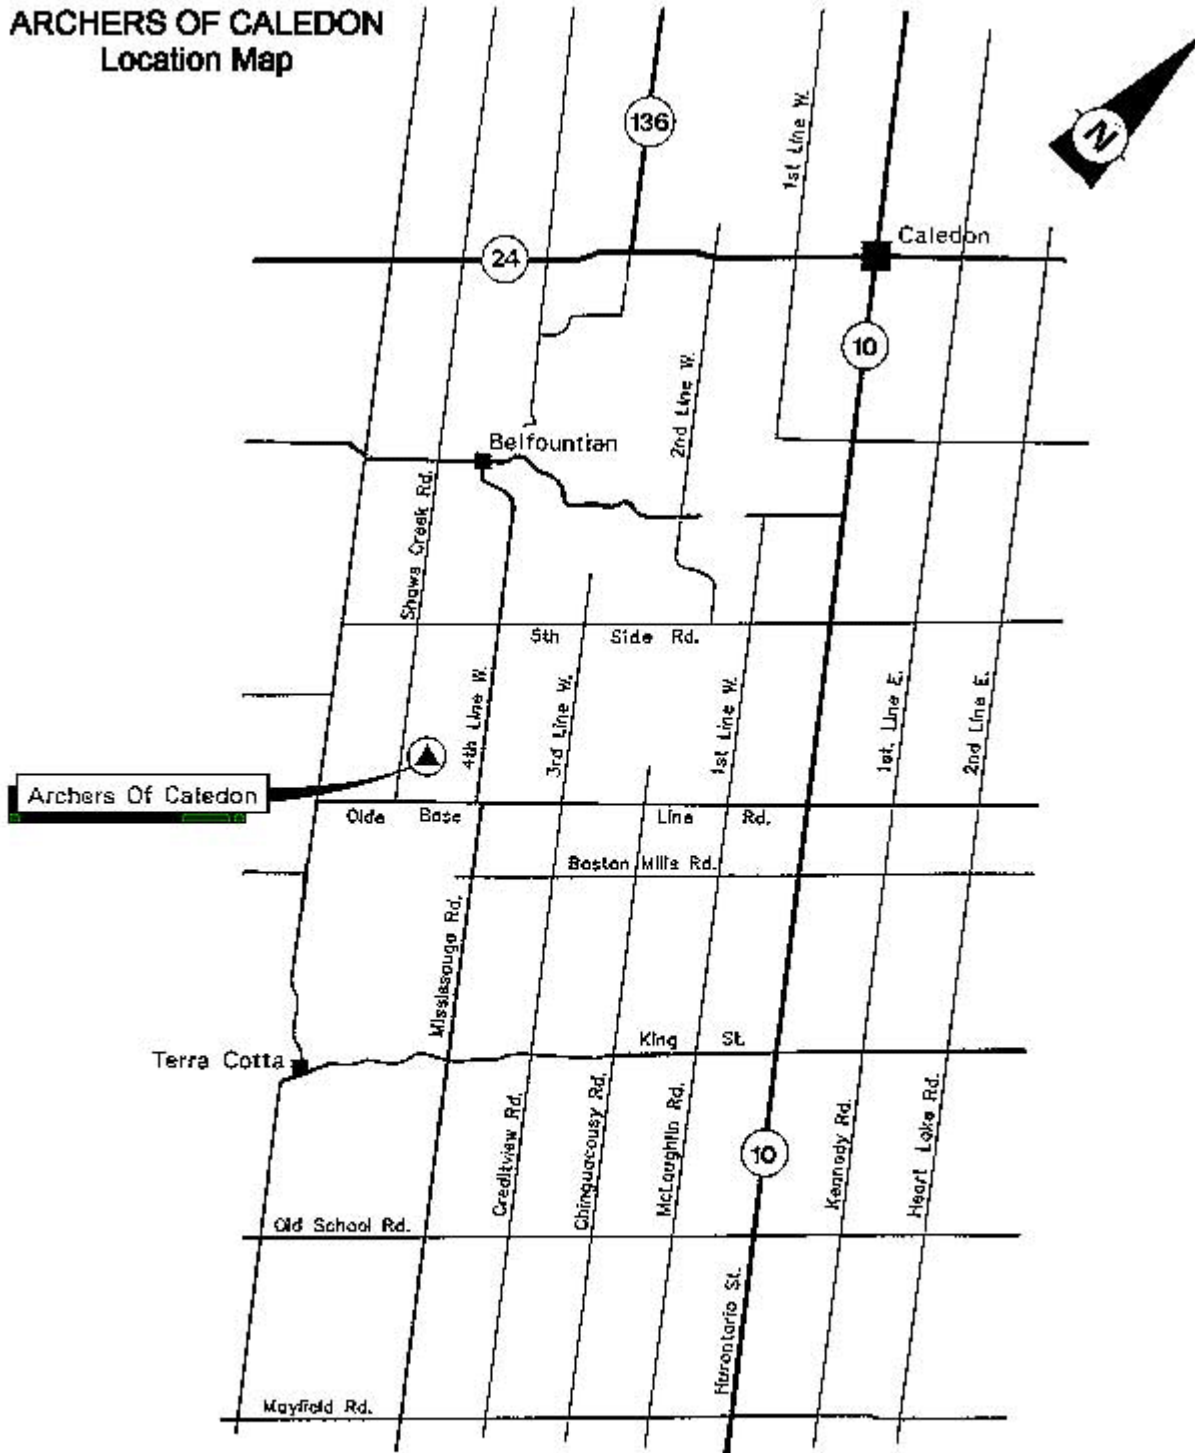 ARCHERS OF CALEDON
Location Map
136
1st Line W.
N
Caledon
24
10
2nd Line W.
Belfountian
Shaws Creek Rd.
5th Side Rd.
4th Line W.
3rd Line W.
1st Line W.
1st. Line E.
2nd Line E.
Archers Of Caledon
Olde Base Line Rd.
Boston Mills Rd.
Mississauga Rd.
King St.
Terra Cotta
Creditview Rd.
Chinguacousy Rd.
McLaughlin Rd.
10
Kennedy Rd.
Heart Lake Rd.
Old School Rd.
Hurontario St.
Mayfield Rd.